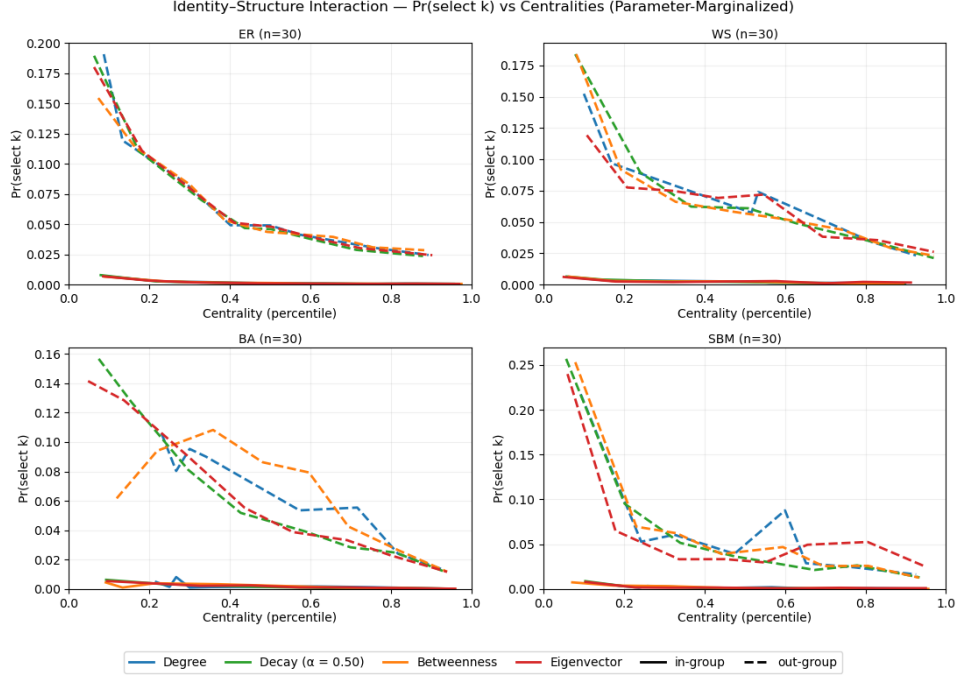 Identity–Structure Interaction — Pr(select k) vs Centralities (Parameter-Marginalized)
ER (n=30)
Pr(select k)
0.200
0.175
0.150
0.125
0.100
0.075
0.050
0.025
0.000
0.0 0.2 0.4 0.6 0.8 1.0
Centrality (percentile)
WS (n=30)
Pr(select k)
0.175
0.150
0.125
0.100
0.075
0.050
0.025
0.000
0.0 0.2 0.4 0.6 0.8 1.0
Centrality (percentile)
BA (n=30)
Pr(select k)
0.16
0.14
0.12
0.10
0.08
0.06
0.04
0.02
0.00
0.0 0.2 0.4 0.6 0.8 1.0
Centrality (percentile)
SBM (n=30)
Pr(select k)
0.25
0.20
0.15
0.10
0.05
0.00
0.0 0.2 0.4 0.6 0.8 1.0
Centrality (percentile)
Degree Decay (α = 0.50) Betweenness Eigenvector in-group out-group